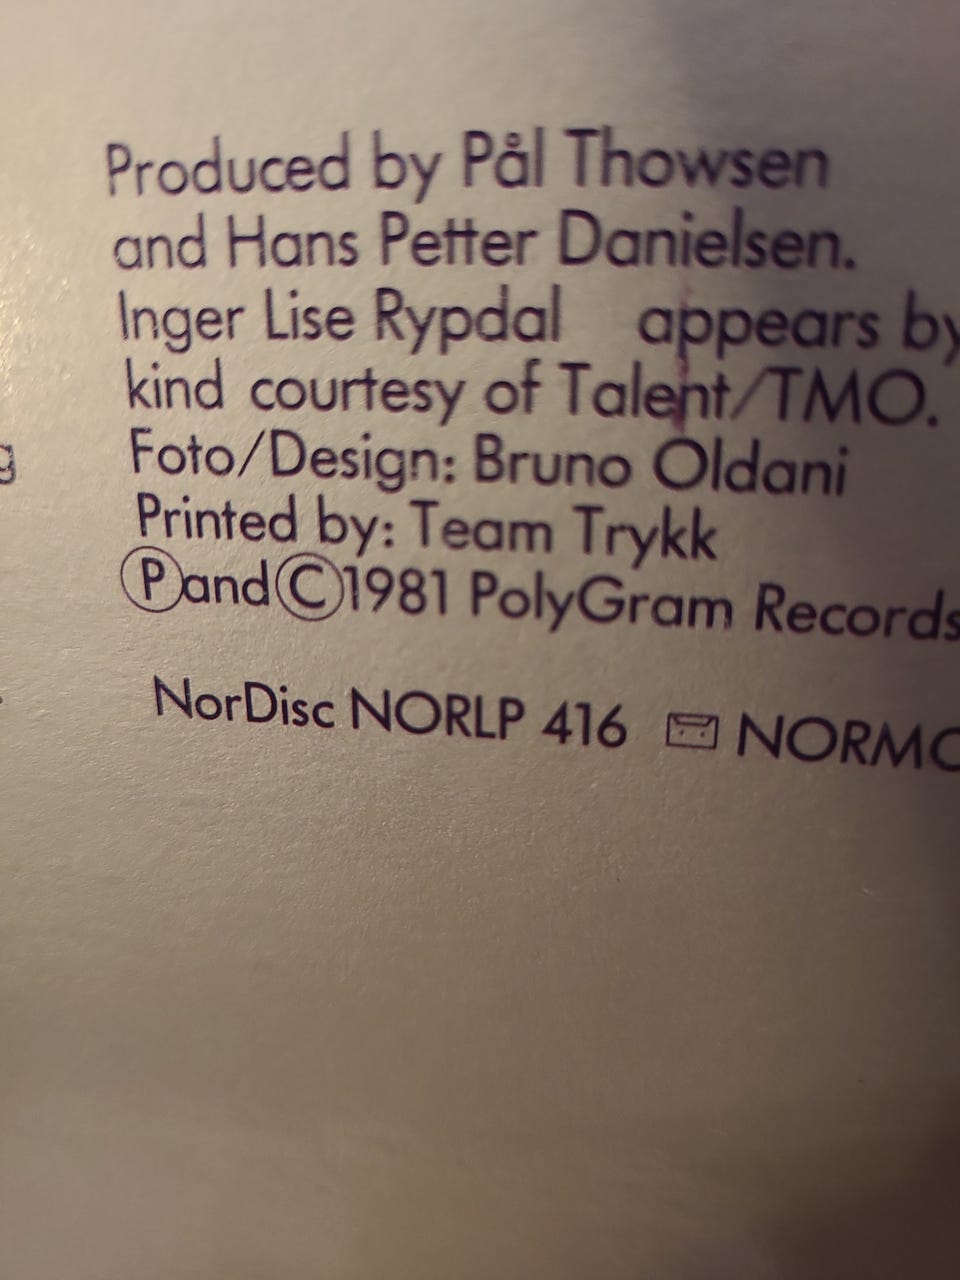 Produced by Pål Thowsen
and Hans Petter Danielsen.
Inger Lise Rypdal appears by
kind courtesy of Talent/TMO.
Foto/Design: Bruno Oldani
Printed by: Team Trykk
Ⓟ and © 1981 PolyGram Records
NorDisc NORLP 416